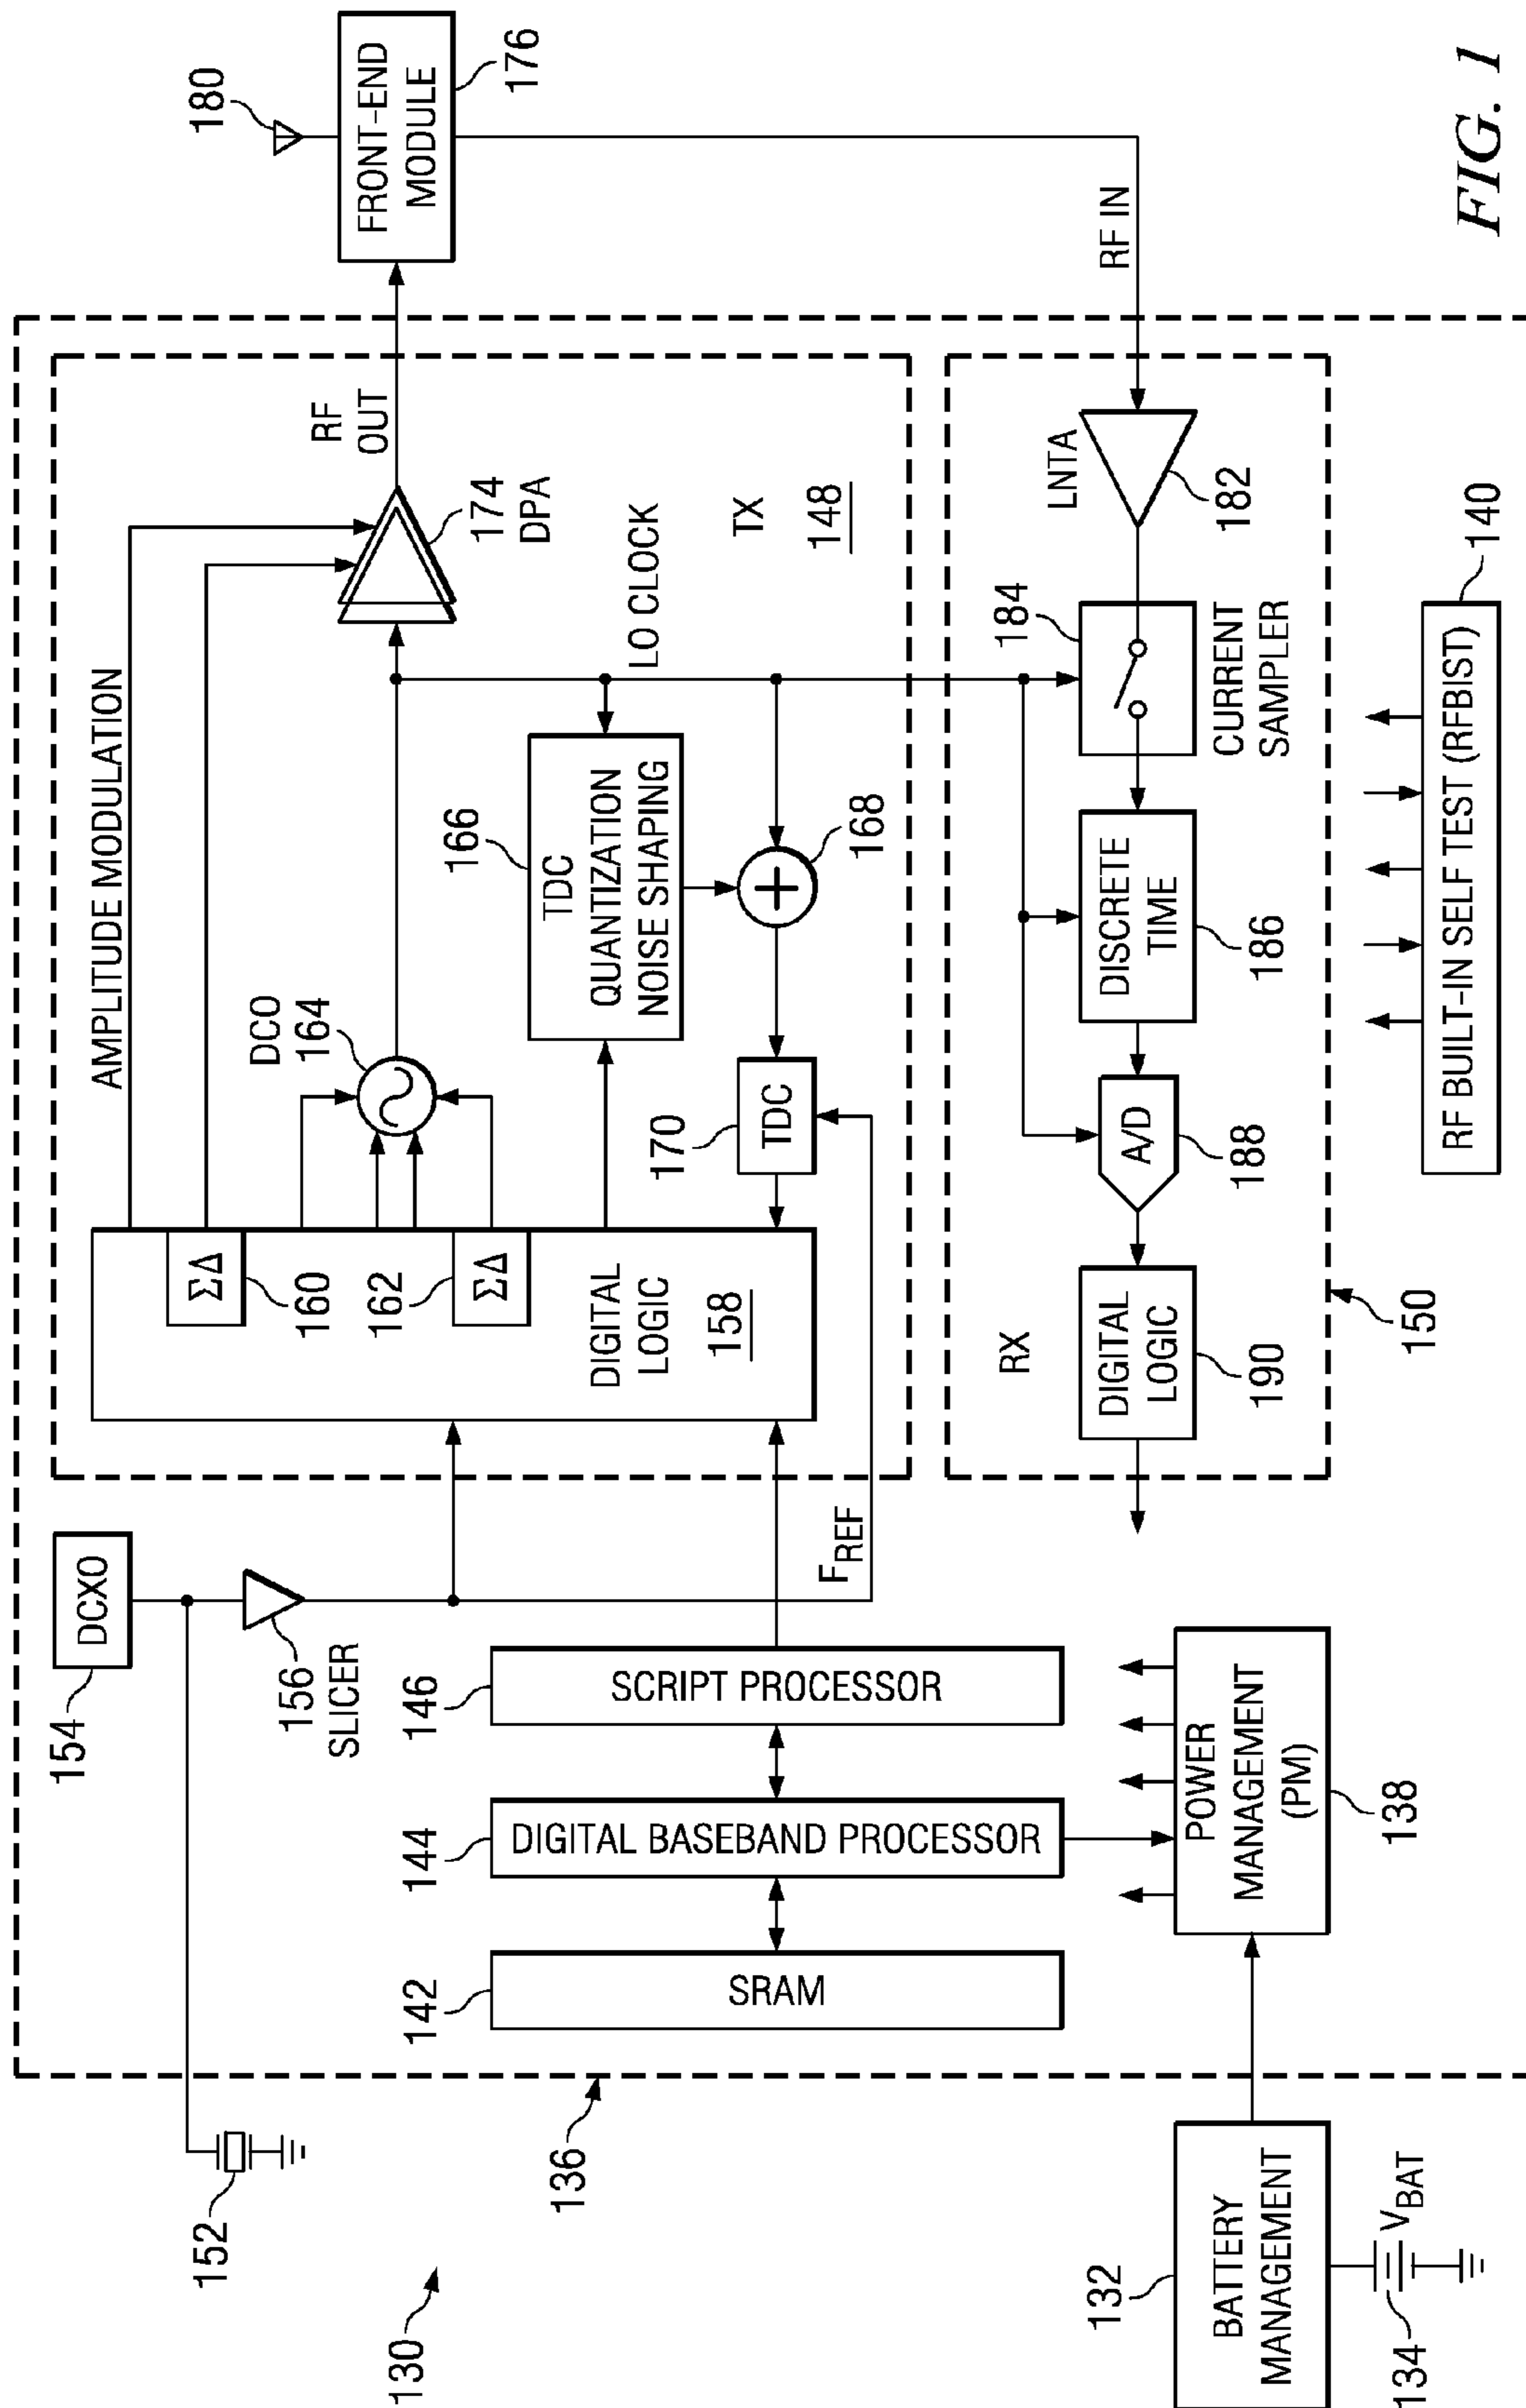 130
136
152
154
DCXO
156
SLICER
142
SRAM
144
DIGITAL BASEBAND PROCESSOR
146
SCRIPT PROCESSOR
132
BATTERY
MANAGEMENT
134
VBAT
138
POWER
MANAGEMENT
(PM)
FREF
AMPLITUDE MODULATION
ΣΔ
160
162
ΣΔ
DIGITAL
LOGIC
158
DCO
164
166
TDC
QUANTIZATION
NOISE SHAPING
168
170
TDC
174
DPA
RF
OUT
LO CLOCK
TX
148
180
FRONT-END
MODULE
176
RF IN
RX
DIGITAL
LOGIC
190
A/D
188
DISCRETE
TIME
186
184
CURRENT
SAMPLER
LNTA
182
150
RF BUILT-IN SELF TEST (RFBIST)
140
FIG. 1